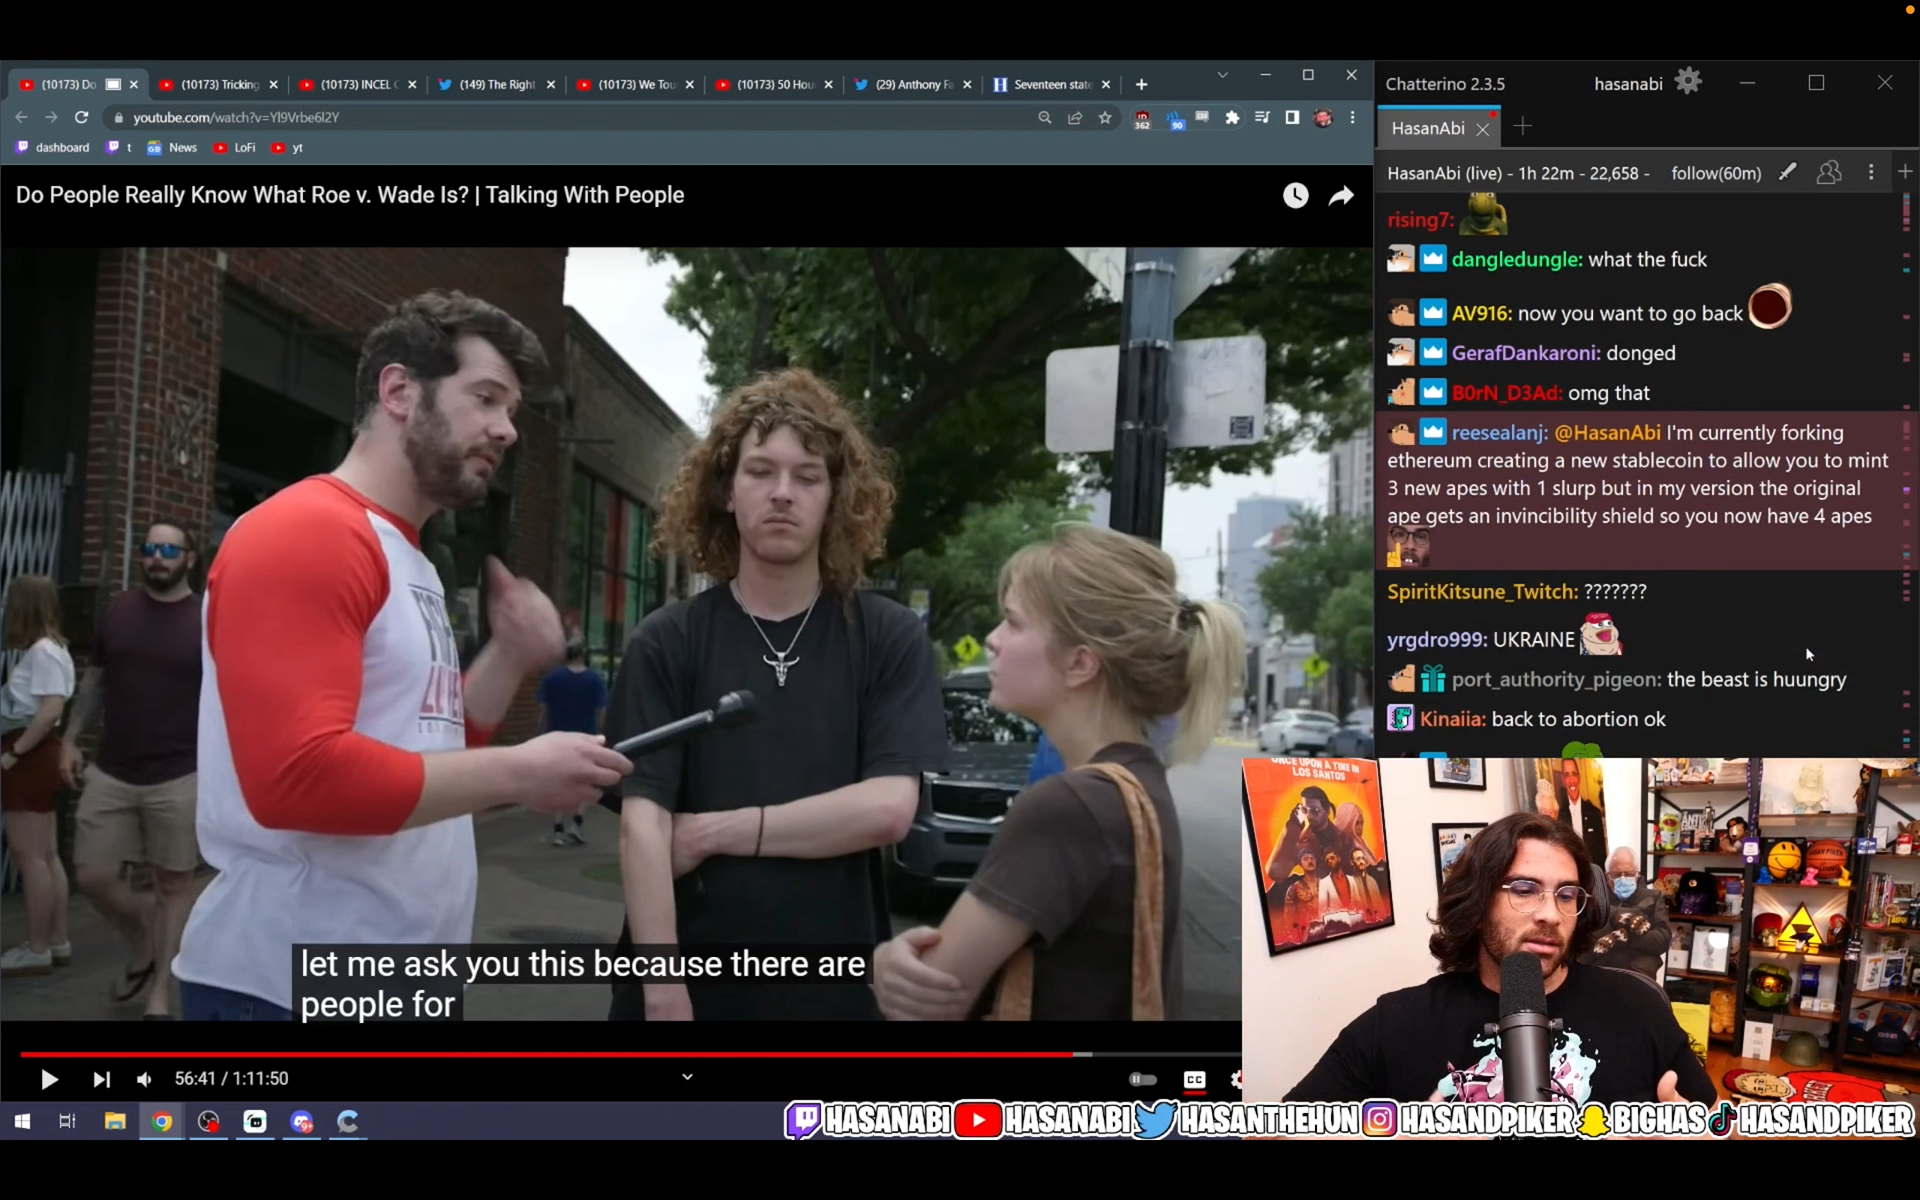 (10173) Do
(10173) Tricking
(10173) INCEL C
(149) The Right
(10173) We Tou
(10173) 50 Hou
(29) Anthony Fa
Seventeen state
youtube.com/watch?v=Yl9Vrbe6l2Y
362
90
dashboard
t
News
LoFi
yt
Do People Really Know What Roe v. Wade Is? | Talking With People
let me ask you this because there are
people for
56:41 / 1:11:50
CC
Chatterino 2.3.5
hasanabi
HasanAbi
HasanAbi (live) - 1h 22m - 22,658 -
follow(60m)
rising7:
dangledungle: what the fuck
AV916: now you want to go back
GerafDankaroni: donged
B0rN_D3Ad: omg that
reesealanj: @HasanAbi I'm currently forking
ethereum creating a new stablecoin to allow you to mint
3 new apes with 1 slurp but in my version the original
ape gets an invincibility shield so you now have 4 apes
SpiritKitsune_Twitch: ???????
yrgdro999: UKRAINE
port_authority_pigeon: the beast is huungry
Kinaiia: back to abortion ok
ONCE UPON A TIME IN
LOS SANTOS
HASANABI
HASANABI
HASANTHEHUN
HASANDPIKER
BIGHAS
HASANDPIKER